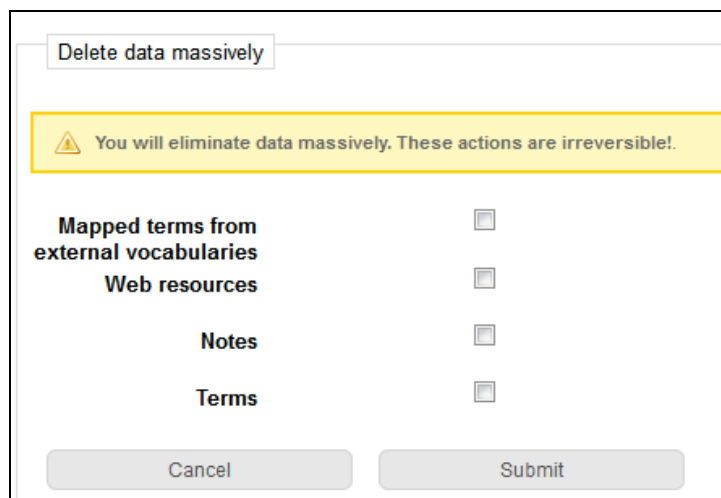 Delete data massively
You will eliminate data massively. These actions are irreversible!.
Mapped terms from
external vocabularies
Web resources
Notes
Terms
Cancel
Submit